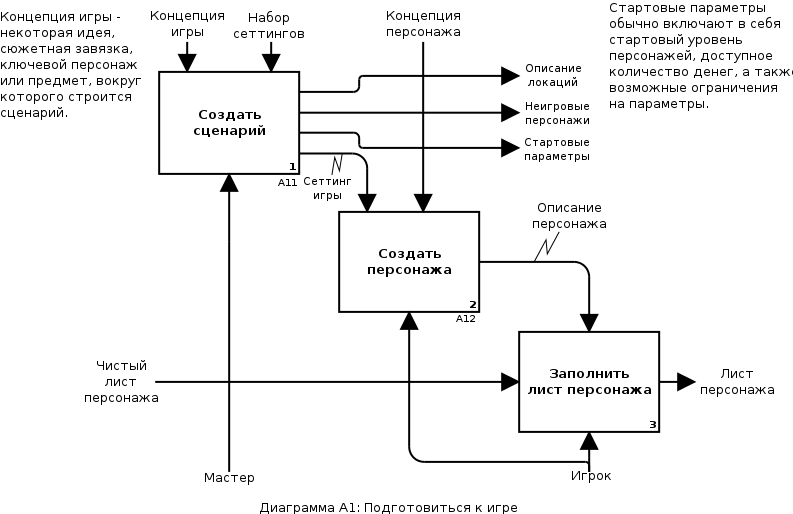 Концепция игры -
некоторая идея,
сюжетная завязка,
ключевой персонаж
или предмет, вокруг
которого строится
сценарий.
Концепция
игры
Набор
сеттингов
Концепция
персонажа
Стартовые параметры
обычно включают в себя
стартовый уровень
персонажей, доступное
количество денег, а также
возможные ограничения
на параметры.
Создать
сценарий
1
A11
Описание
локаций
Неигровые
персонажи
Стартовые
параметры
Сеттинг
игры
Создать
персонажа
2
A12
Описание
персонажа
Чистый
лист
персонажа
Заполнить
лист персонажа
3
Лист
персонажа
Мастер
Игрок
Диаграмма A1: Подготовиться к игре